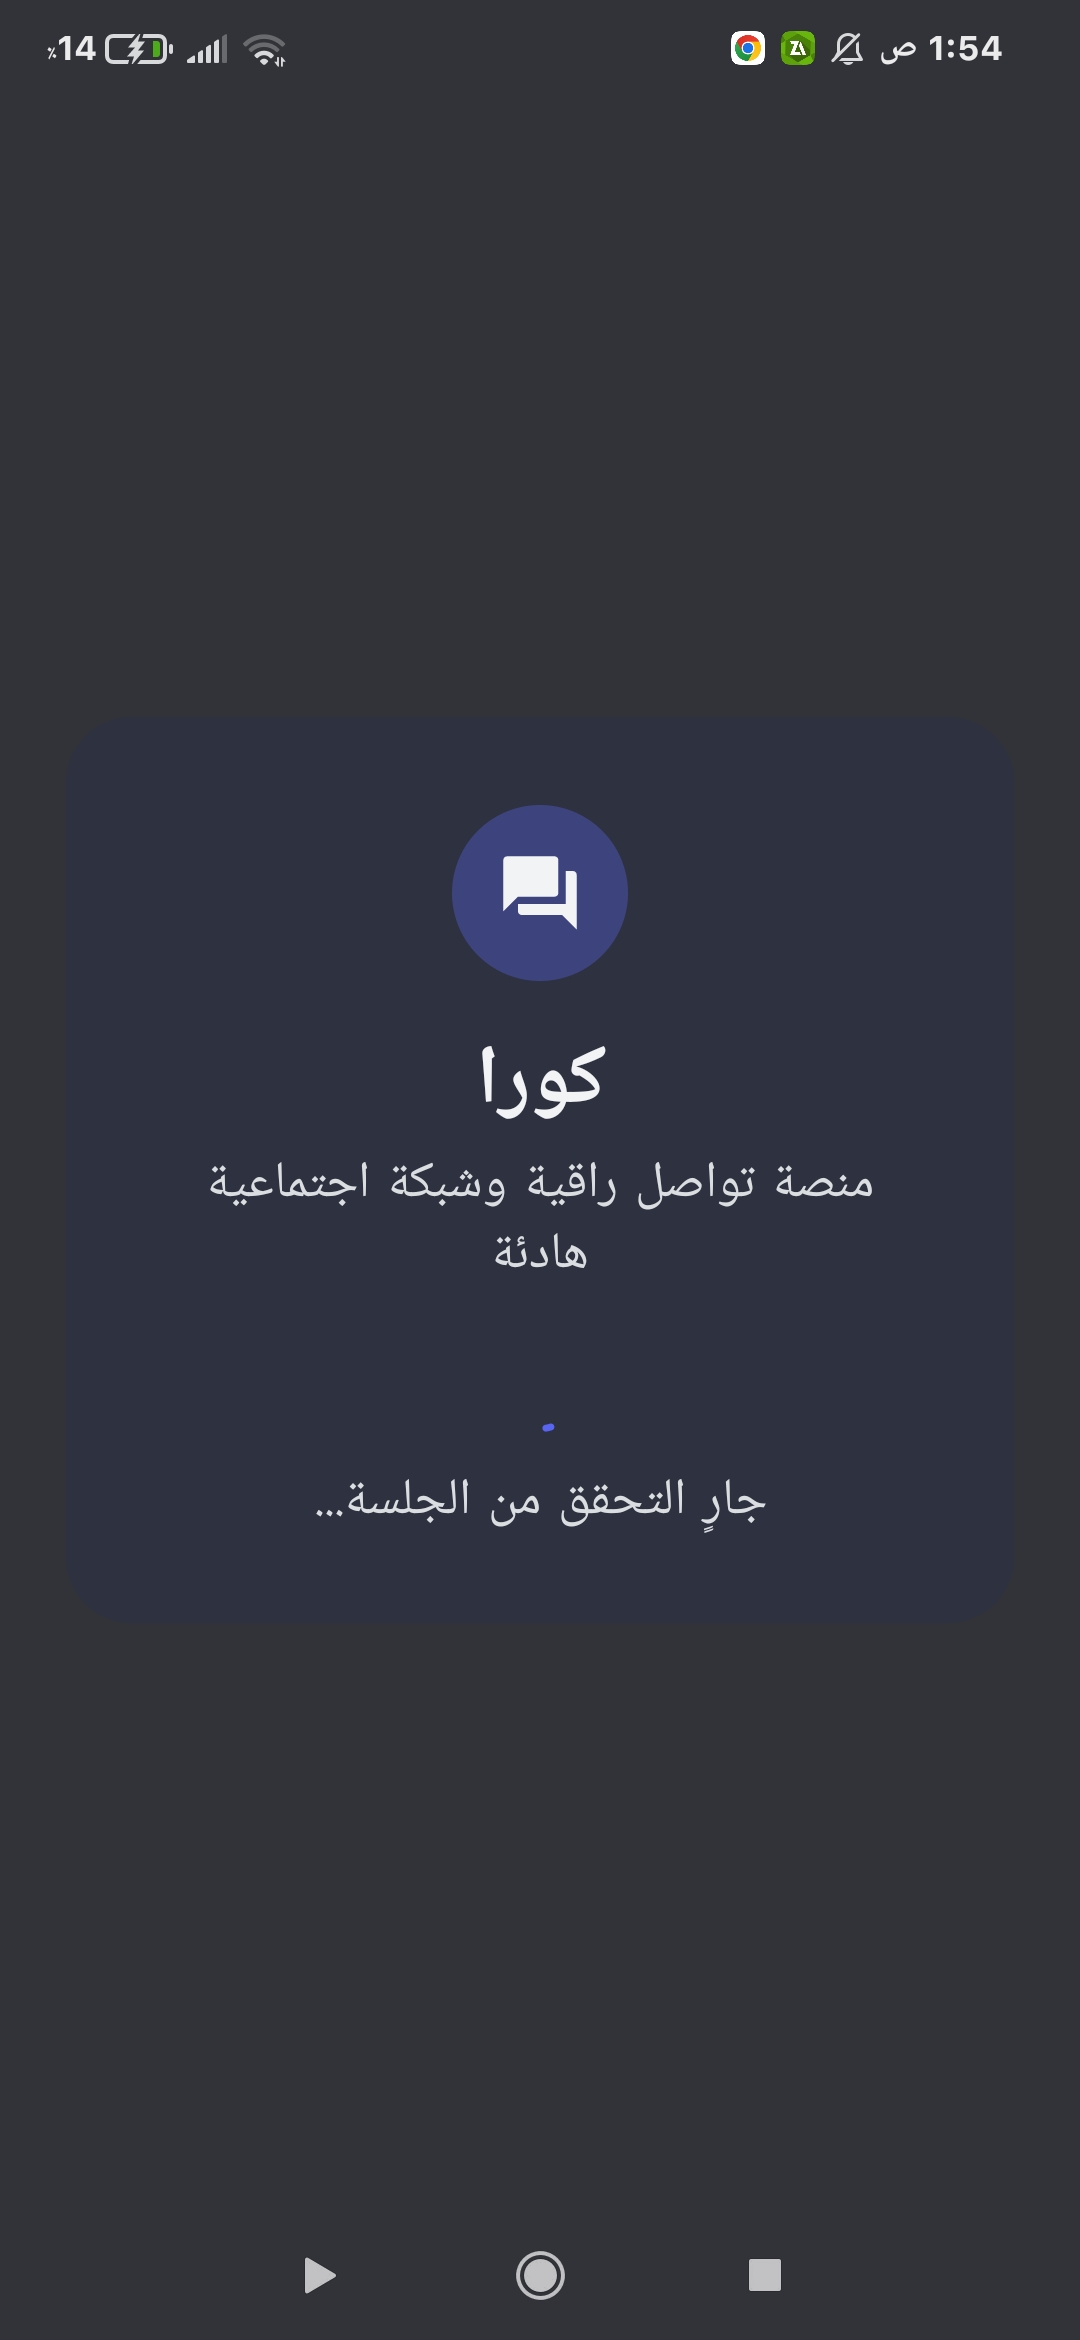 1:54 ص
14٪
كورا
منصة تواصل راقية وشبكة اجتماعية
هادئة
جارٍ التحقق من الجلسة...